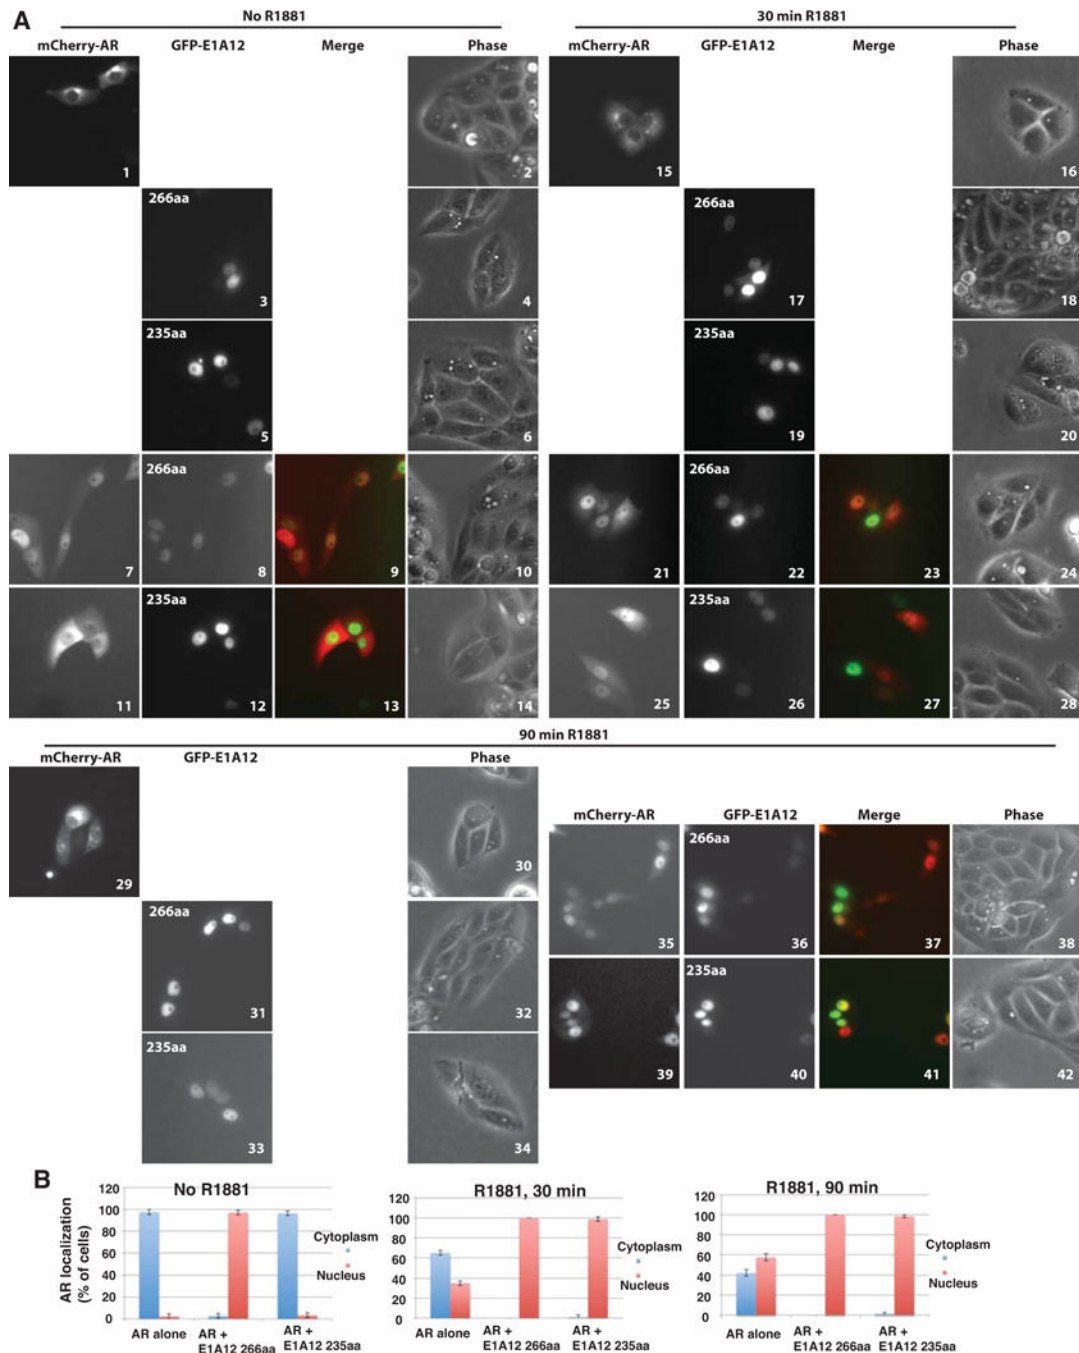 A
No R1881
30 min R1881
mCherry-AR GFP-E1A12 Merge Phase
mCherry-AR GFP-E1A12 Merge Phase
1
2
15
16
266aa
3
4
266aa
17
18
235aa
5
6
235aa
19
20
266aa
7
8
9
10
266aa
21
22
23
24
235aa
11
12
13
14
235aa
25
26
27
28
90 min R1881
mCherry-AR GFP-E1A12 Phase
29
30
mCherry-AR GFP-E1A12 Merge Phase
266aa
35
36
37
38
266aa
31
32
235aa
39
40
41
42
235aa
33
34
B
No R1881
AR localization
(% of cells)
120
100
80
60
40
20
0
Cytoplasm
Nucleus
AR alone
AR +
E1A12 266aa
AR +
E1A12 235aa
R1881, 30 min
120
100
80
60
40
20
0
Cytoplasm
Nucleus
AR alone
AR +
E1A12 266aa
AR +
E1A12 235aa
R1881, 90 min
120
100
80
60
40
20
0
Cytoplasm
Nucleus
AR alone
AR +
E1A12 266aa
AR +
E1A12 235aa